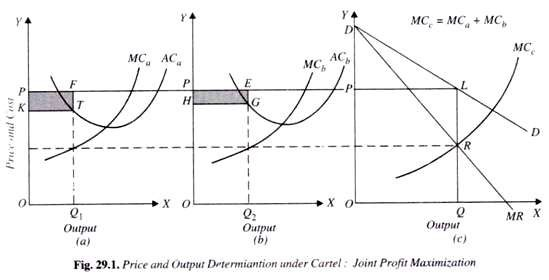 Y
Y
Y
MCc = MCa + MCb
MCa ACa
MCb ACb
D
MCc
P F
P E
P L
K T
H G
D
Price and Cost
R
O Q1 X
O Q2 X
O Q MR X
Output
Output
Output
(a)
(b)
(c)
Fig. 29.1. Price and Output Determiantion under Cartel : Joint Profit Maximization